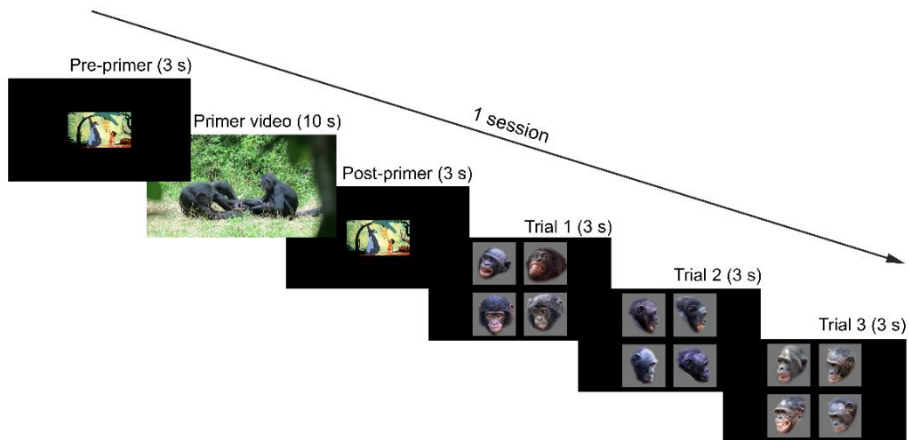 Pre-primer (3 s)
Primer video (10 s)
1 session
Post-primer (3 s)
Trial 1 (3 s)
Trial 2 (3 s)
Trial 3 (3 s)